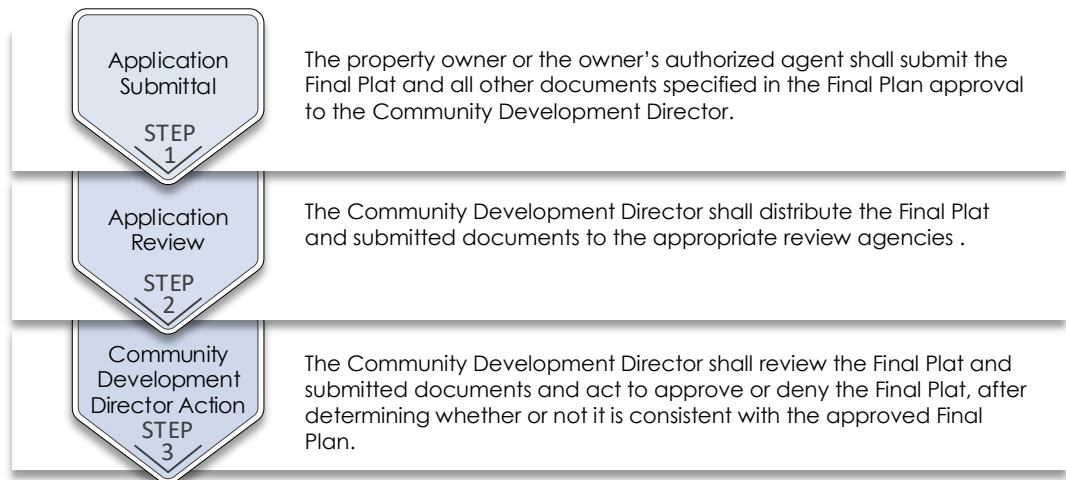 Application
Submittal
STEP
1
The property owner or the owner’s authorized agent shall submit the
Final Plat and all other documents specified in the Final Plan approval
to the Community Development Director.
Application
Review
STEP
2
The Community Development Director shall distribute the Final Plat
and submitted documents to the appropriate review agencies .
Community
Development
Director Action
STEP
3
The Community Development Director shall review the Final Plat and
submitted documents and act to approve or deny the Final Plat, after
determining whether or not it is consistent with the approved Final
Plan.